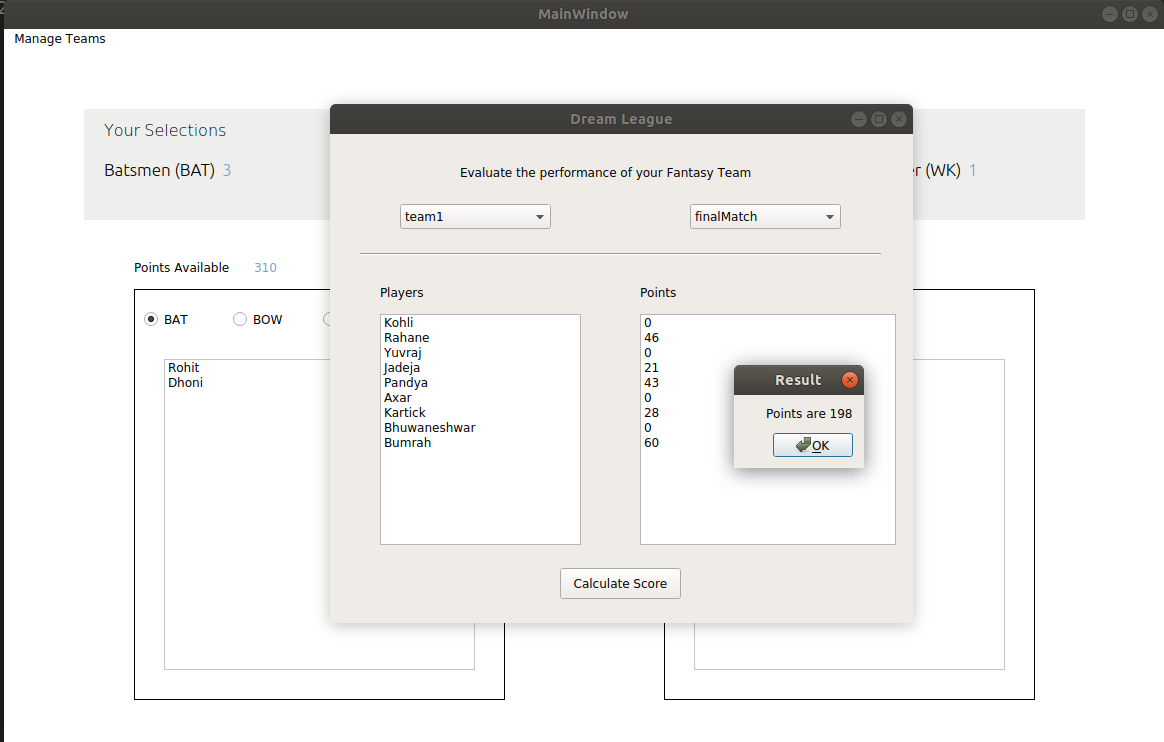 MainWindow
Manage Teams
Your Selections
Batsmen (BAT) 3
(WK) 1
Points Available 310
BAT
BOW
Rohit
Dhoni
Dream League
Evaluate the performance of your Fantasy Team
team1
finalMatch
Players
Kohli
Rahane
Yuvraj
Jadeja
Pandya
Axar
Kartick
Bhuwaneshwar
Bumrah
Points
0
46
0
21
43
0
28
0
60
Result
Points are 198
OK
Calculate Score